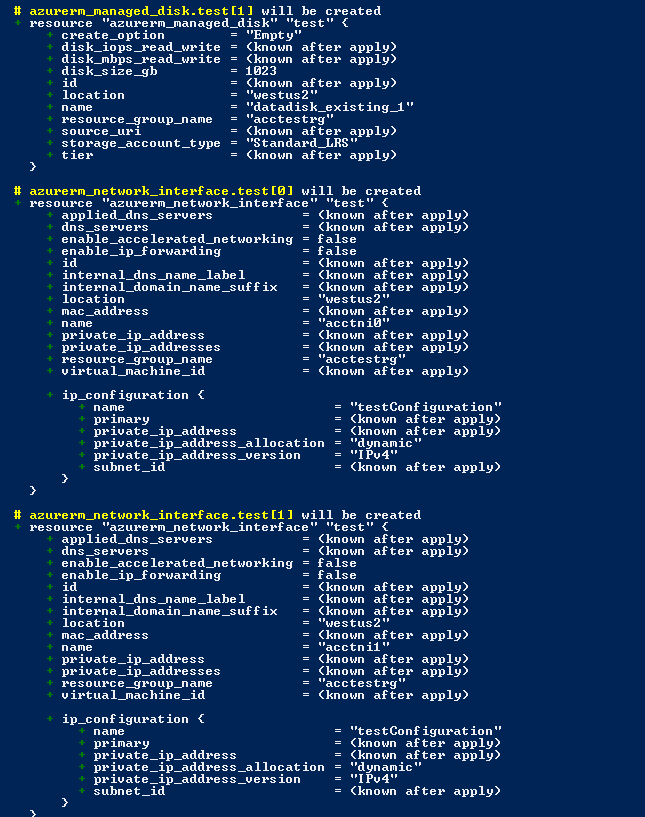 # azurerm_managed_disk.test[1] will be created
+ resource "azurerm_managed_disk" "test" {
+ create_option = "Empty"
+ disk_iops_read_write = (known after apply)
+ disk_mbps_read_write = (known after apply)
+ disk_size_gb = 1023
+ id = (known after apply)
+ location = "westus2"
+ name = "datadisk_existing_1"
+ resource_group_name = "acctestrg"
+ source_uri = (known after apply)
+ storage_account_type = "Standard_LRS"
+ tier = (known after apply)
}
# azurerm_network_interface.test[0] will be created
+ resource "azurerm_network_interface" "test" {
+ applied_dns_servers = (known after apply)
+ dns_servers = (known after apply)
+ enable_accelerated_networking = false
+ enable_ip_forwarding = false
+ id = (known after apply)
+ internal_dns_name_label = (known after apply)
+ internal_domain_name_suffix = (known after apply)
+ location = "westus2"
+ mac_address = (known after apply)
+ name = "acctni0"
+ private_ip_address = (known after apply)
+ private_ip_addresses = (known after apply)
+ resource_group_name = "acctestrg"
+ virtual_machine_id = (known after apply)
+ ip_configuration {
+ name = "testConfiguration"
+ primary = (known after apply)
+ private_ip_address = (known after apply)
+ private_ip_address_allocation = "dynamic"
+ private_ip_address_version = "IPv4"
+ subnet_id = (known after apply)
}
}
# azurerm_network_interface.test[1] will be created
+ resource "azurerm_network_interface" "test" {
+ applied_dns_servers = (known after apply)
+ dns_servers = (known after apply)
+ enable_accelerated_networking = false
+ enable_ip_forwarding = false
+ id = (known after apply)
+ internal_dns_name_label = (known after apply)
+ internal_domain_name_suffix = (known after apply)
+ location = "westus2"
+ mac_address = (known after apply)
+ name = "acctni1"
+ private_ip_address = (known after apply)
+ private_ip_addresses = (known after apply)
+ resource_group_name = "acctestrg"
+ virtual_machine_id = (known after apply)
+ ip_configuration {
+ name = "testConfiguration"
+ primary = (known after apply)
+ private_ip_address = (known after apply)
+ private_ip_address_allocation = "dynamic"
+ private_ip_address_version = "IPv4"
+ subnet_id = (known after apply)
}
}